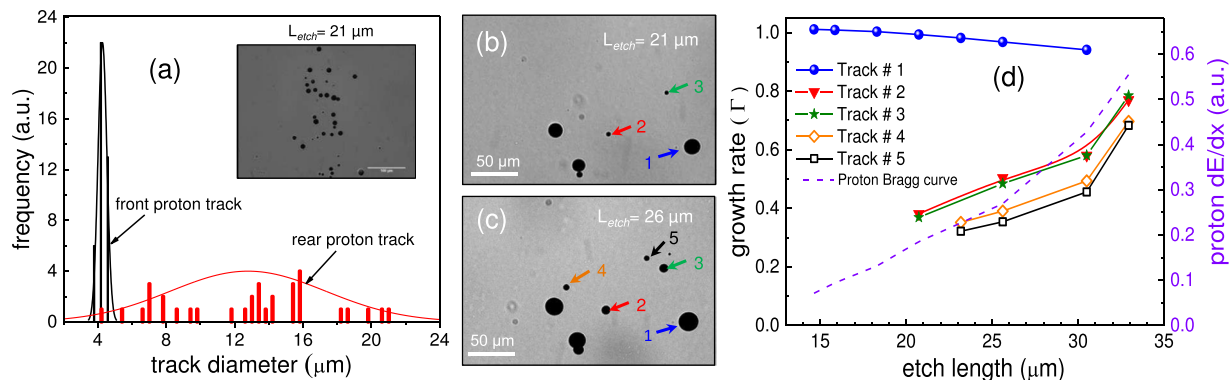 L_etch= 21 μm
(a)
front proton track
rear proton track
frequency (a.u.)
24
20
16
12
8
4
0
4
8
12
16
20
24
track diameter (μm)
(b)
L_etch= 21 μm
3
2
1
50 μm
(c)
L_etch= 26 μm
5
4
3
2
1
50 μm
(d)
growth rate (Γ)
1.0
0.8
0.6
0.4
0.2
0.0
Track # 1
Track # 2
Track # 3
Track # 4
Track # 5
Proton Bragg curve
15
20
25
30
35
etch length (μm)
0.6
0.5
0.4
0.3
0.2
0.1
0.0
proton dE/dx (a.u.)